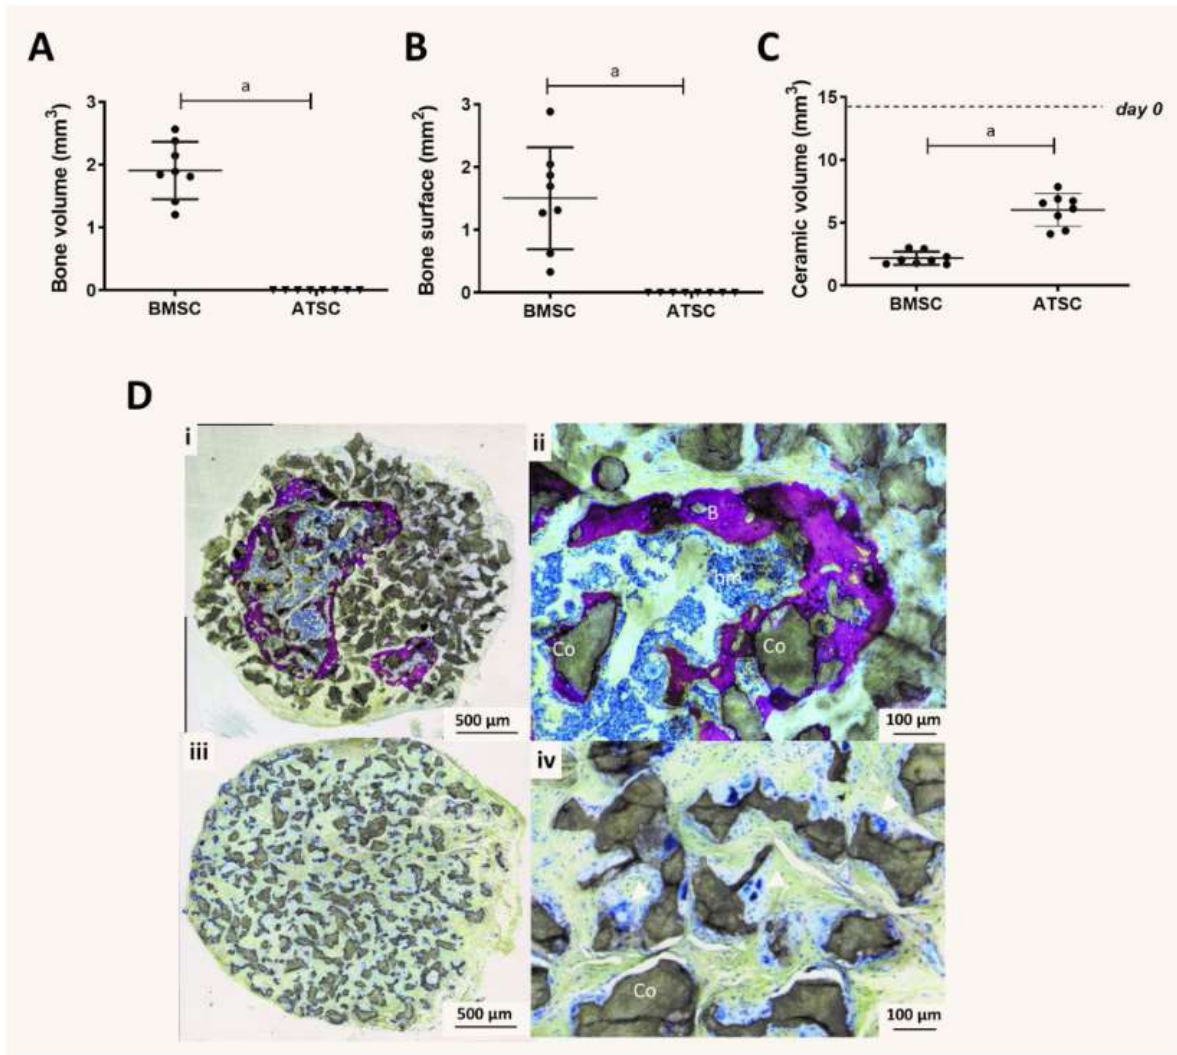 A
B
C
a
Bone volume (mm³)
3
2
1
0
BMSC
ATSC
a
Bone surface (mm²)
3
2
1
0
BMSC
ATSC
Ceramic volume (mm³)
15
10
5
0
day 0
a
BMSC
ATSC
D
i
500 µm
ii
B
bm
Co
Co
100 µm
iii
500 µm
iv
Co
100 µm